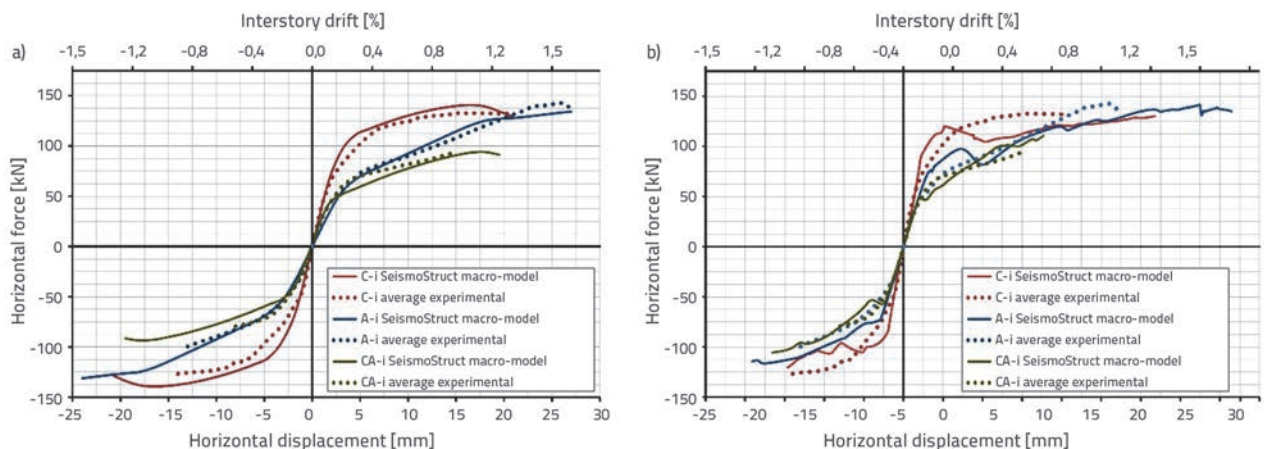 Interstory drift [%]
a)
-1,5 -1,2 -0,8 -0,4 0,0 0,4 0,8 1,2 1,5
Horizontal force [kN]
150
100
50
0
-50
-100
-150
C-i SeismoStruct macro-model
C-i average experimental
A-i SeismoStruct macro-model
A-i average experimental
CA-i SeismoStruct macro-model
CA-i average experimental
-25 -20 -15 -10 -5 0 5 10 15 20 25 30
Horizontal displacement [mm]
Interstory drift [%]
b)
-1,5 -1,2 -0,8 -0,4 0,0 0,4 0,8 1,2 1,5
Horizontal force [kN]
150
100
50
0
-50
-100
-150
C-i SeismoStruct macro-model
C-i average experimental
A-i SeismoStruct macro-model
A-i average experimental
CA-i SeismoStruct macro-model
CA-i average experimental
-25 -20 -15 -10 -5 0 5 10 15 20 25 30
Horizontal displacement [mm]